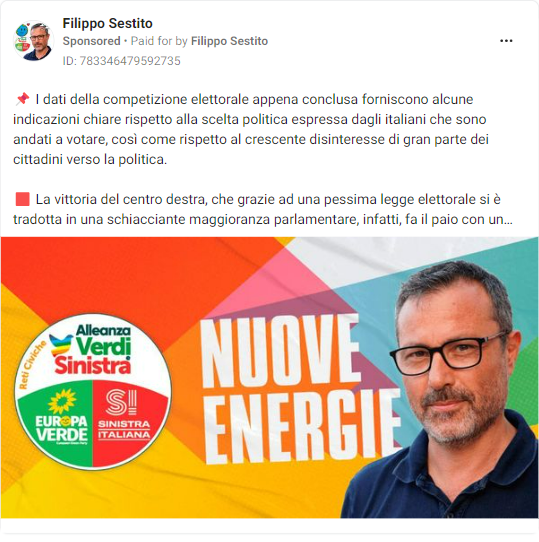 Filippo Sestito
Sponsored • Paid for by Filippo Sestito
ID: 783346479592735
📌 I dati della competizione elettorale appena conclusa forniscono alcune
indicazioni chiare rispetto alla scelta politica espressa dagli italiani che sono
andati a votare, così come rispetto al crescente disinteresse di gran parte dei
cittadini verso la politica.
🟥 La vittoria del centro destra, che grazie ad una pessima legge elettorale si è
tradotta in una schiacciante maggioranza parlamentare, infatti, fa il paio con un...
Reti Civiche
Alleanza
Verdi
Sinistra
EUROPA
VERDE
SI
SINISTRA
ITALIANA
NUOVE
ENERGIE